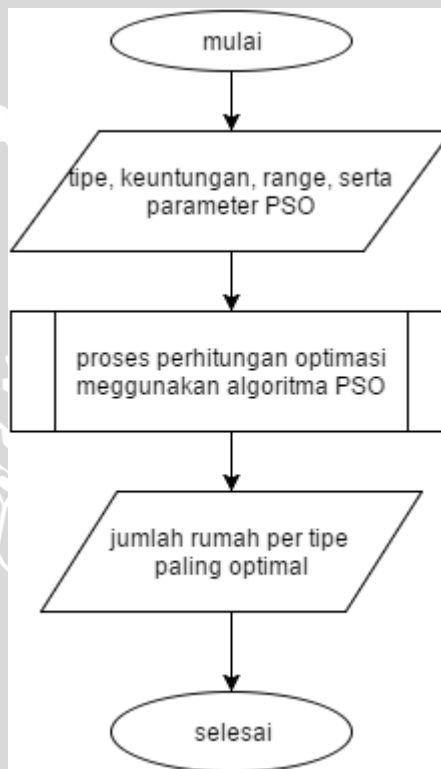 mulai
tipe, keuntungan, range, serta
parameter PSO
proses perhitungan optimasi
meggunakan algoritma PSO
jumlah rumah per tipe
paling optimal
selesai